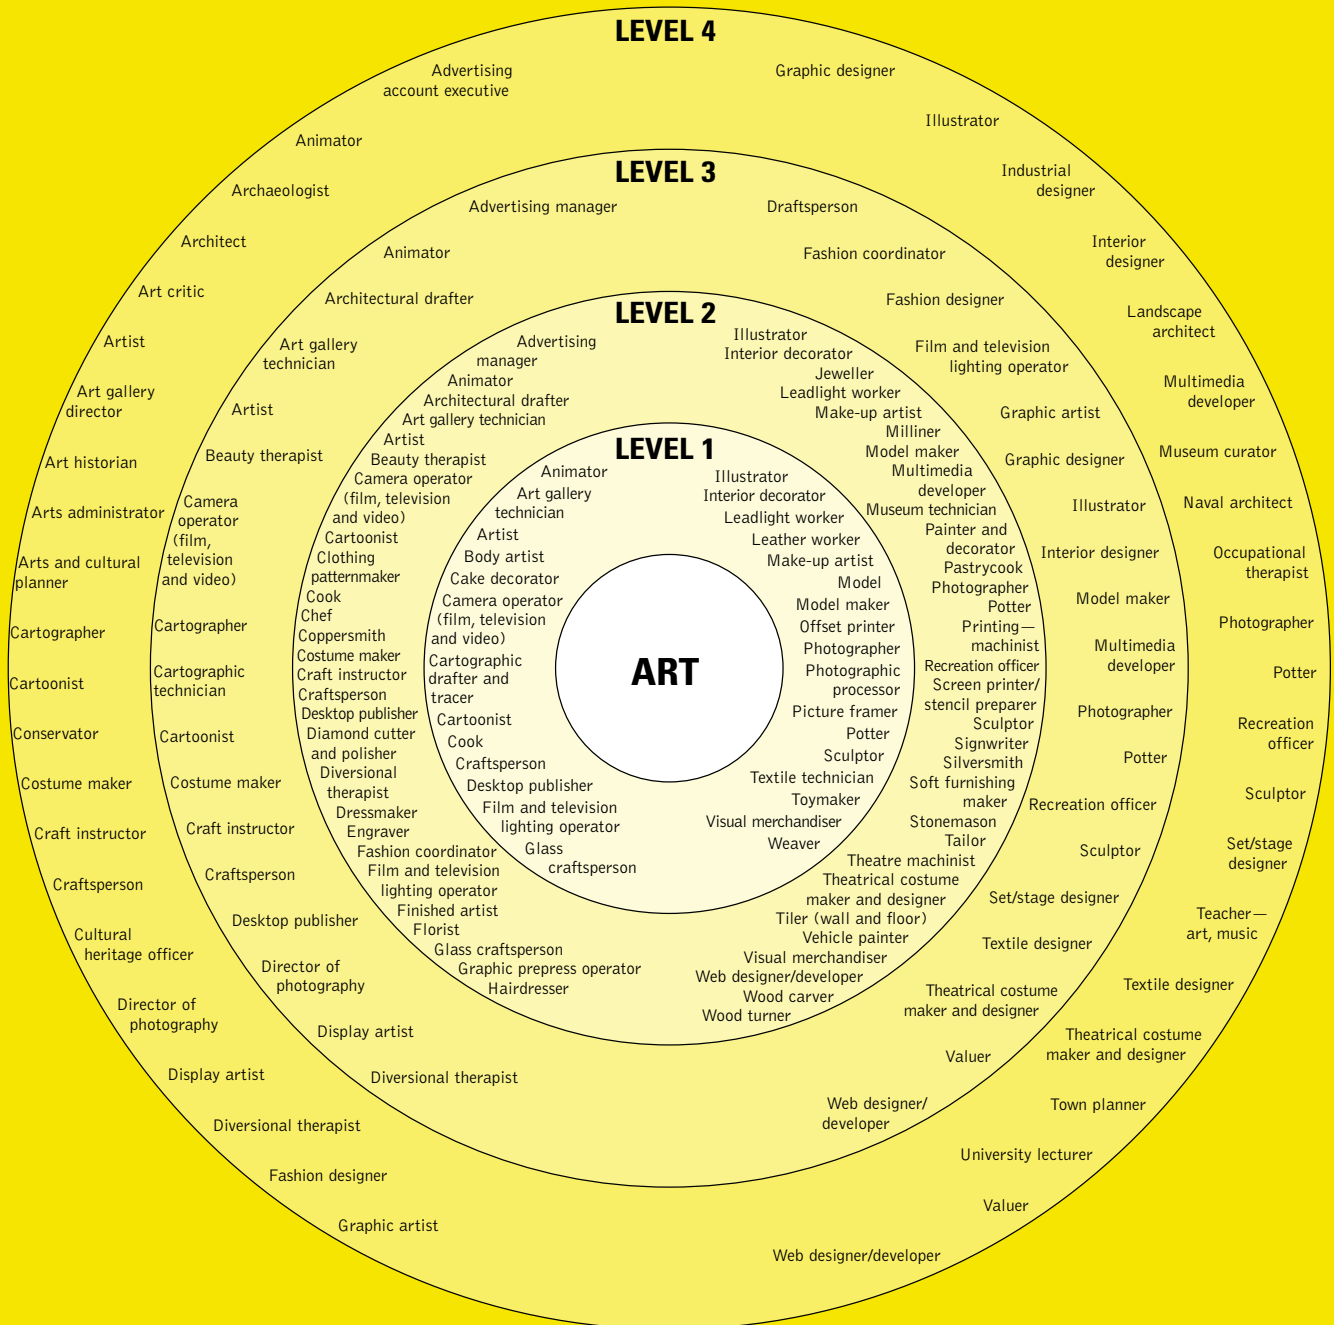 LEVEL 4
Advertising
account executive
Animator
Archaeologist
Architect
Art critic
Artist
Art gallery
director
Art historian
Arts administrator
Arts and cultural
planner
Cartographer
Cartoonist
Conservator
Costume maker
Craft instructor
Craftsperson
Cultural
heritage officer
Director of
photography
Display artist
Diversional therapist
Fashion designer
Graphic artist
Graphic designer
Illustrator
Industrial
designer
Interior
designer
Landscape
architect
Multimedia
developer
Museum curator
Naval architect
Occupational
therapist
Photographer
Potter
Recreation
officer
Sculptor
Set/stage
designer
Teacher—
art, music
Textile designer
Theatrical costume
maker and designer
Town planner
University lecturer
Valuer
Web designer/developer
LEVEL 3
Advertising manager
Animator
Architectural drafter
Art gallery
technician
Artist
Beauty therapist
Camera
operator
(film,
television
and video)
Cartographer
Cartographic
technician
Cartoonist
Costume maker
Craft instructor
Craftsperson
Desktop publisher
Director of
photography
Display artist
Diversional therapist
Draftsperson
Fashion coordinator
Fashion designer
Film and television
lighting operator
Graphic artist
Graphic designer
Illustrator
Interior designer
Model maker
Multimedia
developer
Photographer
Potter
Recreation officer
Sculptor
Set/stage designer
Textile designer
Theatrical costume
maker and designer
Valuer
Web designer/
developer
LEVEL 2
Advertising
manager
Animator
Architectural drafter
Art gallery technician
Artist
Beauty therapist
Camera operator
(film, television
and video)
Cartoonist
Clothing
patternmaker
Cook
Chef
Coppersmith
Costume maker
Craft instructor
Craftsperson
Desktop publisher
Diamond cutter
and polisher
Diversional
therapist
Dressmaker
Engraver
Fashion coordinator
Film and television
lighting operator
Finished artist
Florist
Glass craftsperson
Graphic prepress operator
Hairdresser
Illustrator
Interior decorator
Jeweller
Leadlight worker
Make-up artist
Milliner
Model maker
Multimedia
developer
Museum technician
Painter and
decorator
Pastrycook
Photographer
Potter
Printing—
machinist
Recreation officer
Screen printer/
stencil preparer
Sculptor
Signwriter
Silversmith
Soft furnishing
maker
Stonemason
Tailor
Theatre machinist
Theatrical costume
maker and designer
Tiler (wall and floor)
Vehicle painter
Visual merchandiser
Web designer/developer
Wood carver
Wood turner
LEVEL 1
Animator
Art gallery
technician
Artist
Body artist
Cake decorator
Camera operator
(film, television
and video)
Cartographic
drafter and
tracer
Cartoonist
Cook
Craftsperson
Desktop publisher
Film and television
lighting operator
Glass
craftsperson
Illustrator
Interior decorator
Leadlight worker
Leather worker
Make-up artist
Model
Model maker
Offset printer
Photographer
Photographic
processor
Picture framer
Potter
Sculptor
Textile technician
Toymaker
Visual merchandiser
Weaver
ART